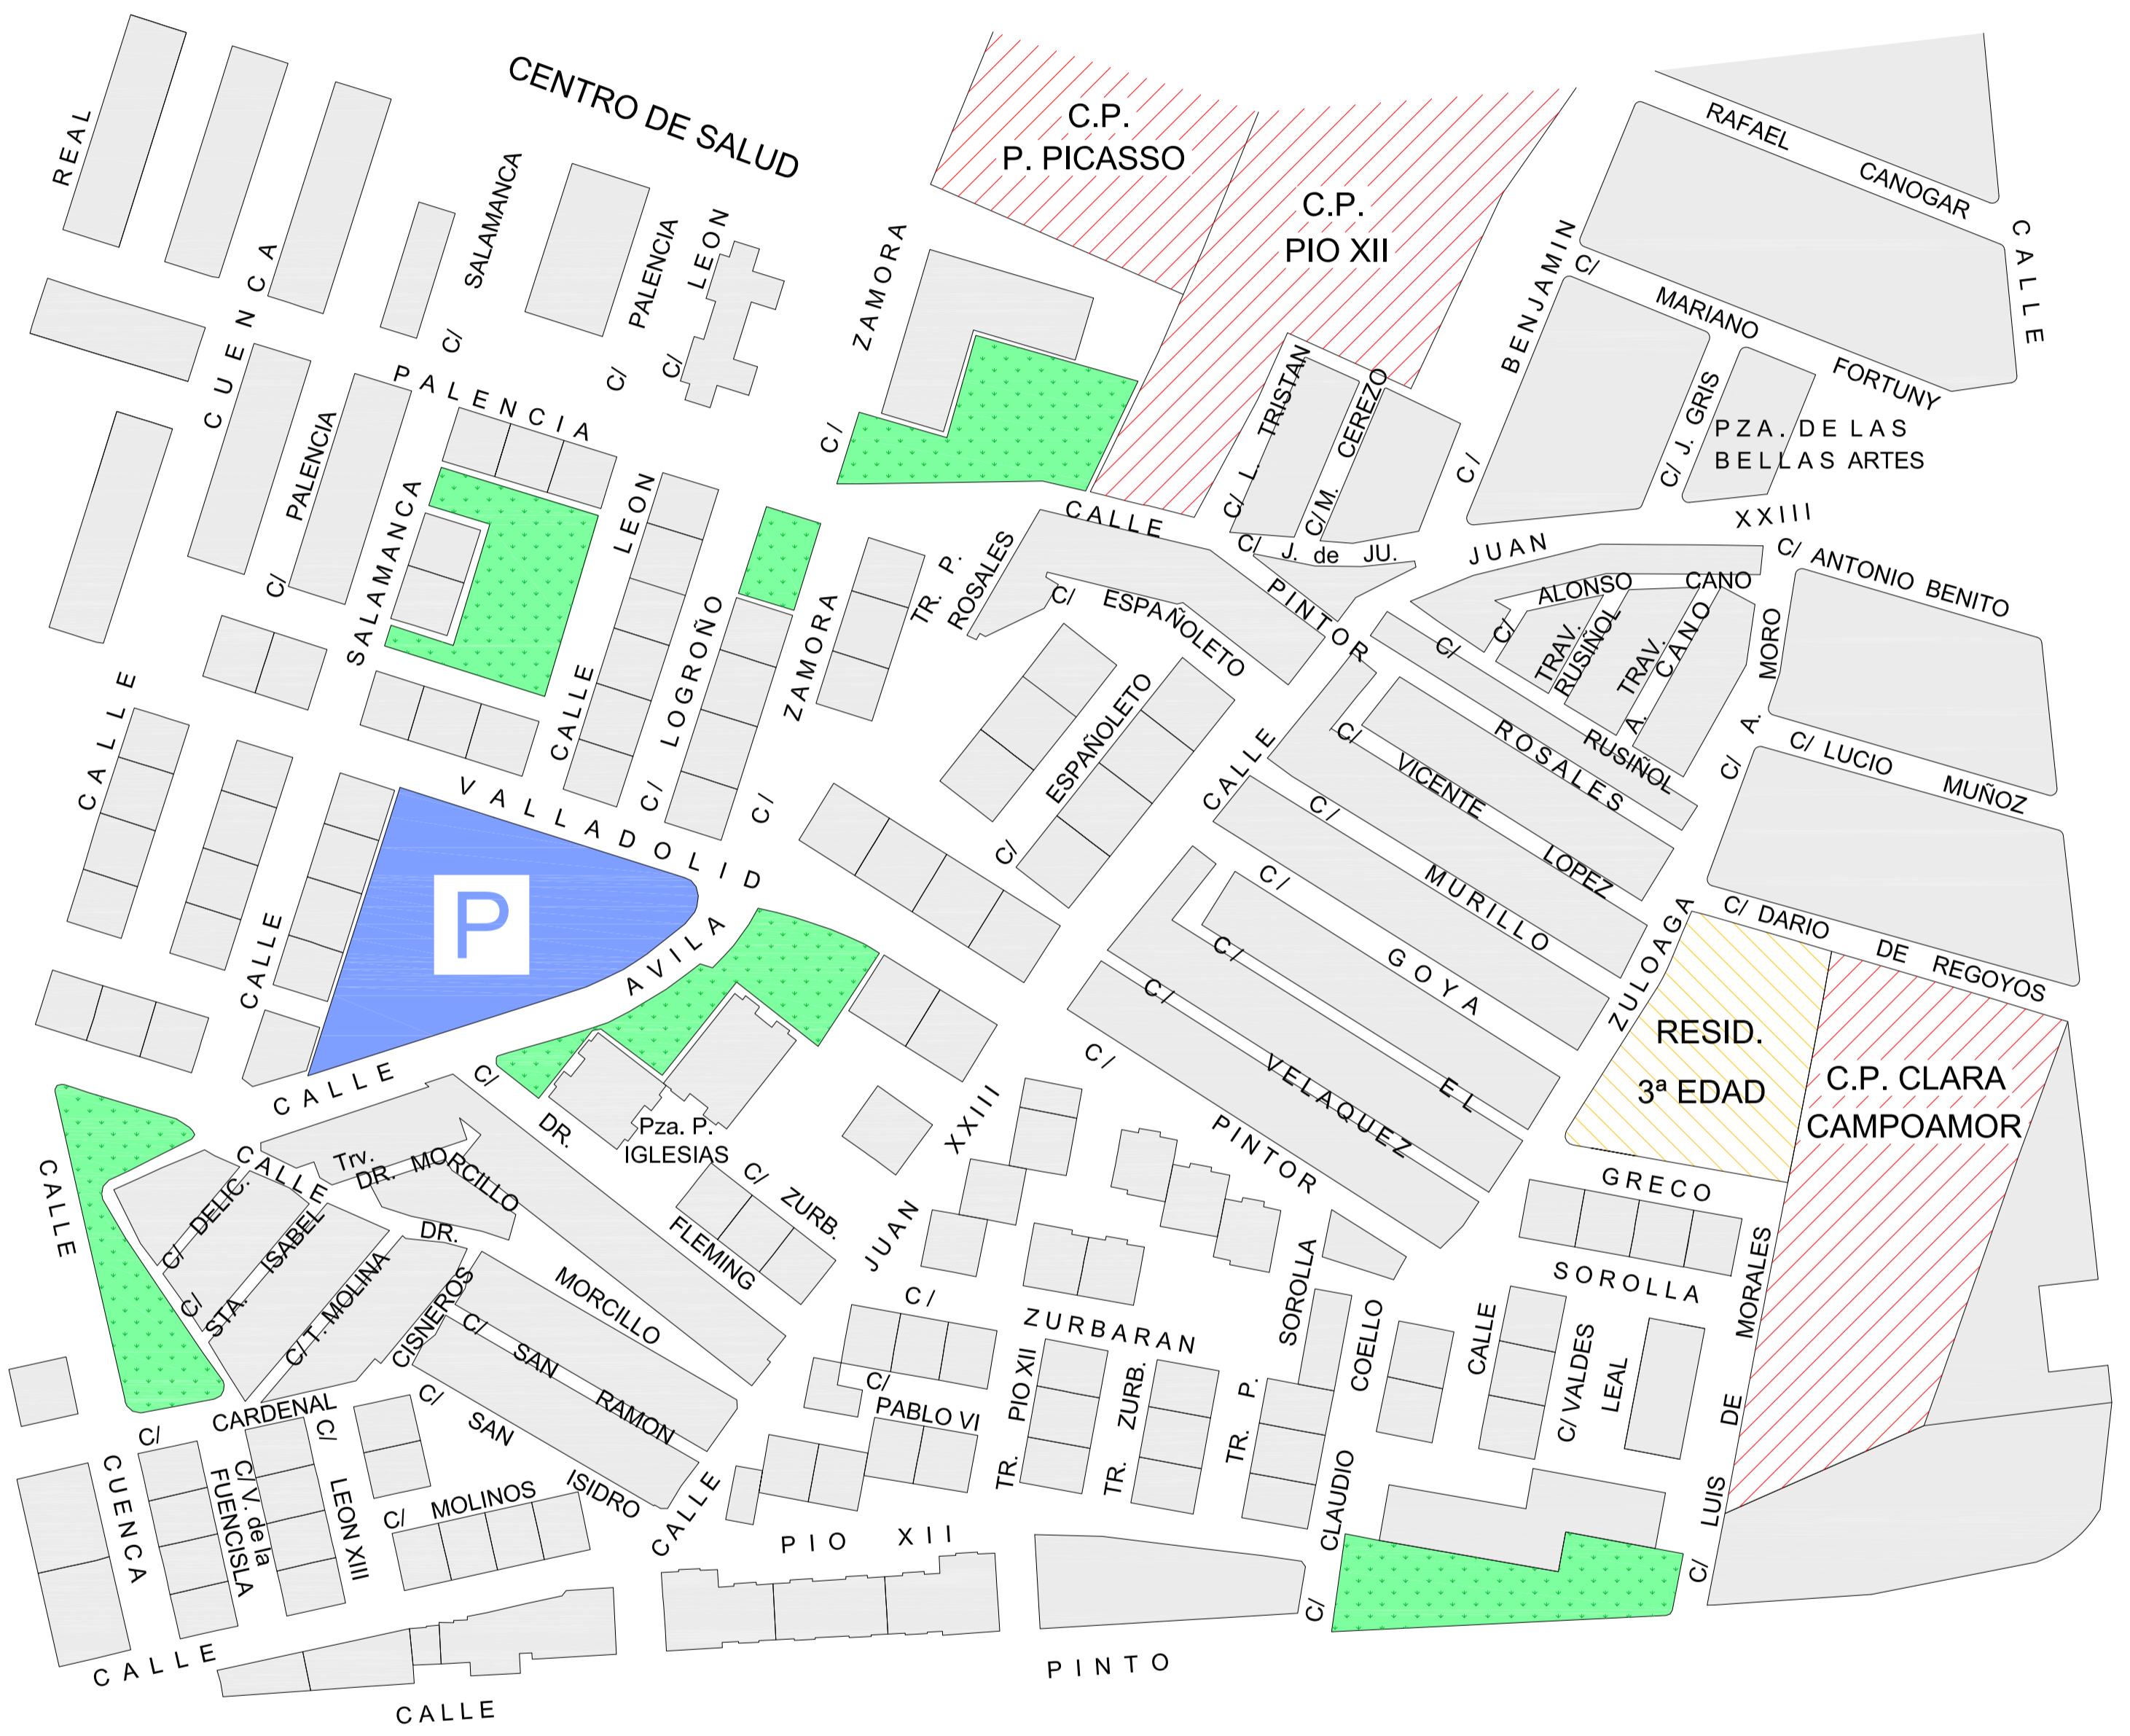 CENTRO DE SALUD
C.P.
P. PICASSO
C.P.
PIO XII
RAFAEL CANOGAR
CALLE
REAL
C/ SALAMANCA
C/ PALENCIA
C/ LEON
C/ ZAMORA
C/ BENJAMIN
C/ MARIANO FORTUNY
CUENCA
PALENCIA
C/ PALENCIA
SALAMANCA
C/ L. TRISTAN
C/ M. CEREZO
C/ J. GRIS
PZA. DE LAS
BELLAS ARTES
CALLE LEON
C/ LOGROÑO
C/ ZAMORA
TR. P.
ROSALES
CALLE PINTOR ROSALES
C/ J. de JU.
JUAN XXIII
C/ ANTONIO BENITO
C/ ALONSO CANO
C/ ESPAÑOLETO
C/ ESPAÑOLETO
C/ RUSIÑOL
TRAV.
RUSIÑOL
TRAV.
A. CANO
C/ A. MORO
C/ LUCIO MUÑOZ
CALLE
VALLADOLID
CALLE
CALLE
C/ VICENTE LOPEZ
C/ MURILLO
C/ GOYA
C/ EL GRECO
C/ VELAQUEZ
C/ PINTOR SOROLLA
ZULOAGA
C/ DARIO DE REGOYOS
P
CALLE AVILA
RESID.
3ª EDAD
C.P. CLARA
CAMPOAMOR
C/ DR. FLEMING
Pza. P.
IGLESIAS
C/ ZURB.
CALLE JUAN XXIII
CALLE
CALLE DR. MORCILLO
Trv.
DR. MORCILLO
C/ DELIC.
C/ STA. ISABEL
C/ T. MOLINA
CARDENAL CISNEROS
C/ SAN RAMON
C/ SAN ISIDRO
C/
CUENCA
C/ V. de la
FUENCISLA
C/ LEON XIII
C/ MOLINOS
C/ ZURBARAN
C/ PABLO VI
TR. PIO XII
TR. ZURB.
TR. P. SOROLLA
C/ CLAUDIO COELLO
CALLE
C/ VALDES
LEAL
C/ LUIS DE MORALES
PIO XII
CALLE
CALLE PINTO